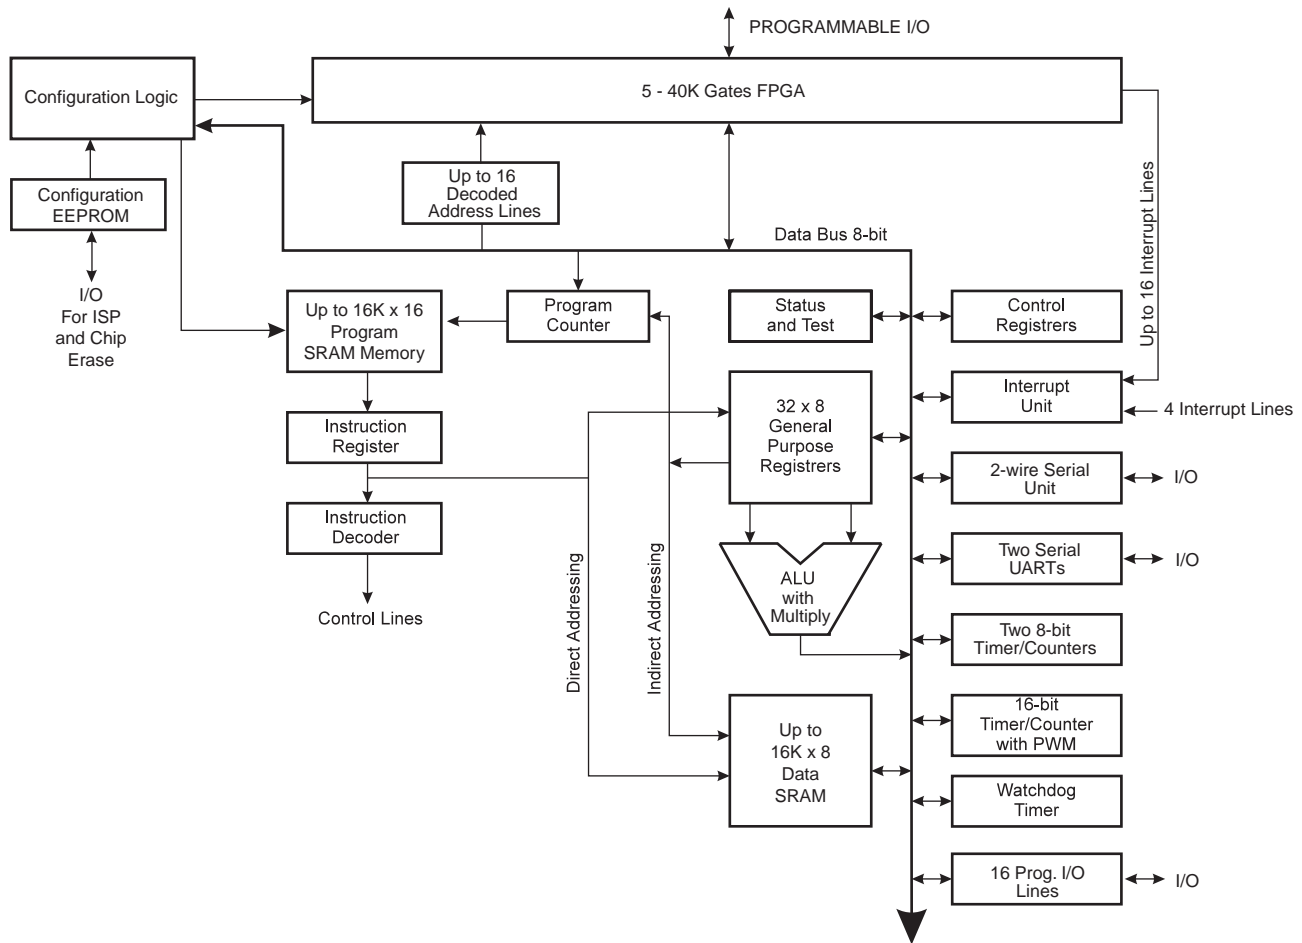 PROGRAMMABLE I/O
Configuration Logic
5 - 40K Gates FPGA
Up to 16
Decoded
Address Lines
Configuration
EEPROM
Up to 16 Interrupt Lines
Data Bus 8-bit
I/O
For ISP
and Chip
Erase
Up to 16K x 16
Program
SRAM Memory
Program
Counter
Status
and Test
Control
Registrers
Interrupt
Unit
4 Interrupt Lines
32 x 8
General
Purpose
Registrers
Instruction
Register
2-wire Serial
Unit
I/O
Instruction
Decoder
Two Serial
UARTs
I/O
Control Lines
Direct Addressing
Indirect Addressing
ALU
with
Multiply
Two 8-bit
Timer/Counters
Up to
16K x 8
Data
SRAM
16-bit
Timer/Counter
with PWM
Watchdog
Timer
16 Prog. I/O
Lines
I/O